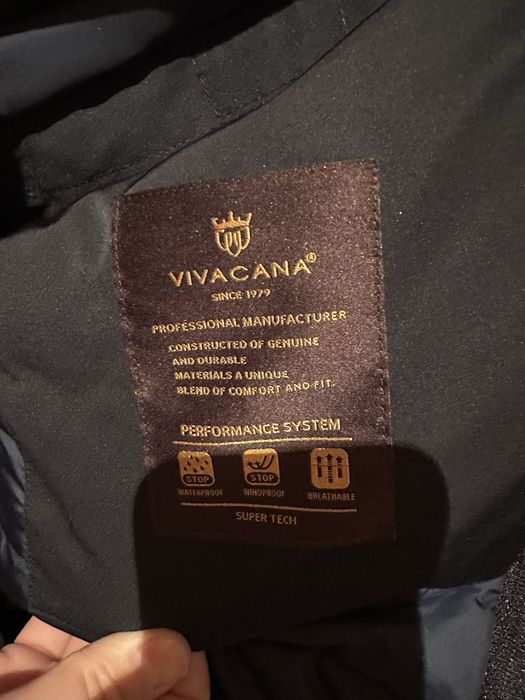 VIVACANA®
SINCE 1979
PROFESSIONAL MANUFACTURER
CONSTRUCTED OF GENUINE
AND DURABLE
MATERIALS A UNIQUE
BLEND OF COMFORT AND FIT.
PERFORMANCE SYSTEM
STOP STOP
WATERPROOF WINDPROOF BREATHABLE
SUPER TECH